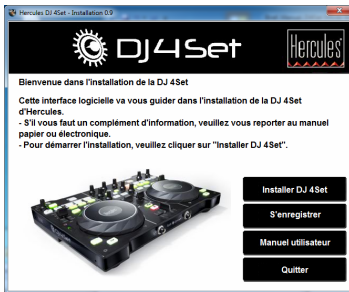 Hercules DJ 4Set - Installation 0.9
DJ4Set
Hercules
Bienvenue dans l'installation de la DJ 4Set
Cette interface logicielle va vous guider dans l'installation de la DJ 4Set
d'Hercules.
- S'il vous faut un complément d'information, veuillez vous reporter au manuel
papier ou électronique.
- Pour démarrer l'installation, veuillez cliquer sur "Installer DJ 4Set".
Installer DJ 4Set
S'enregistrer
Manuel utilisateur
Quitter